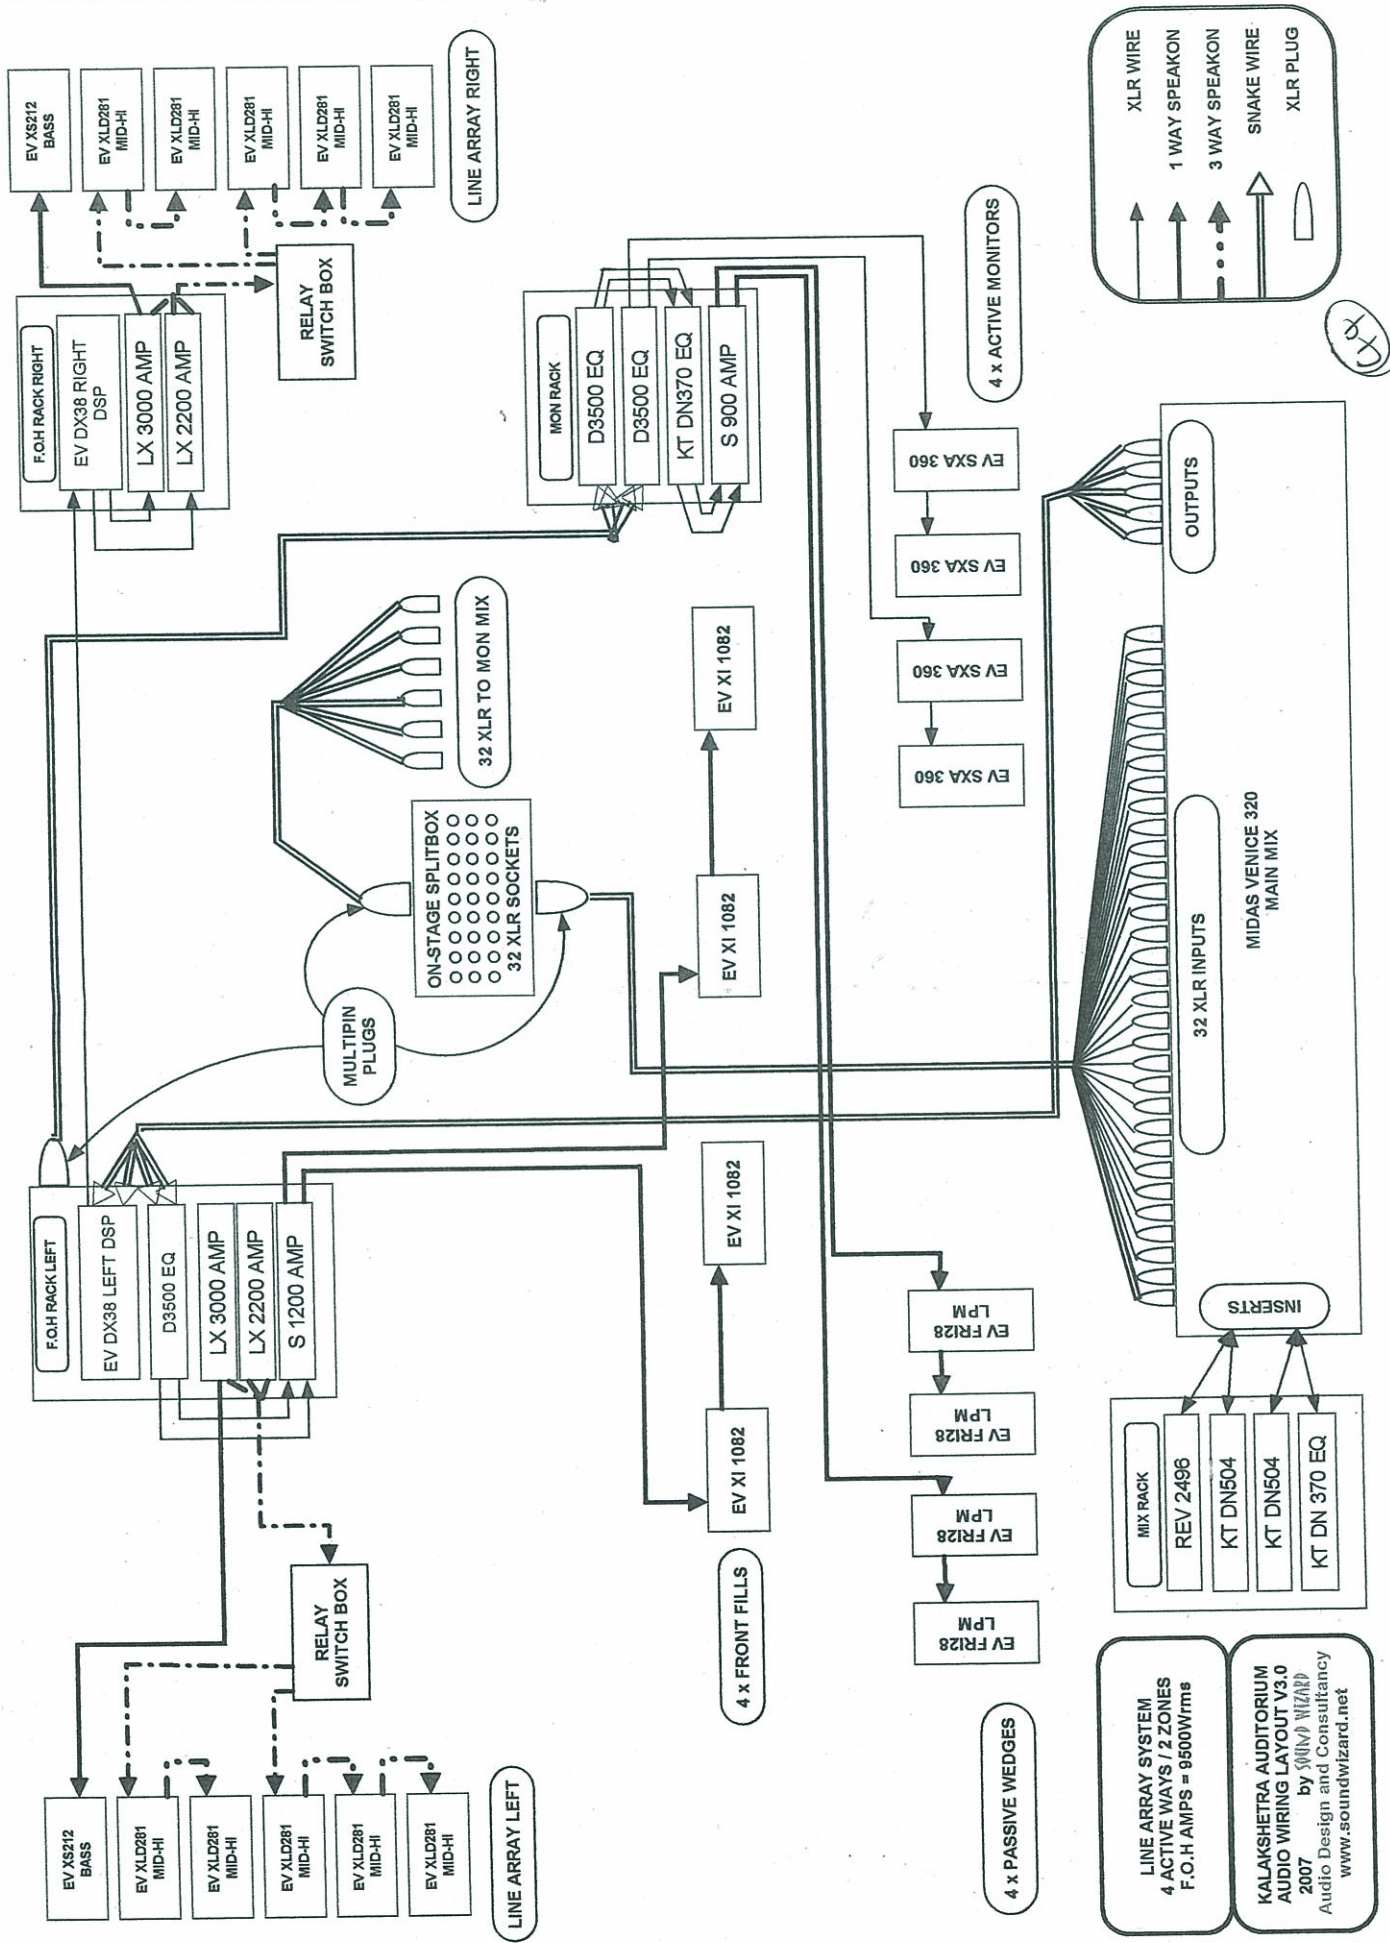 EV XS212
BASS
EV XLD281
MID-HI
EV XLD281
MID-HI
EV XLD281
MID-HI
EV XLD281
MID-HI
EV XLD281
MID-HI
LINE ARRAY LEFT
RELAY
SWITCH BOX
F.O.H RACK LEFT
EV DX38 LEFT DSP
D3500 EQ
LX 3000 AMP
LX 2200 AMP
S 1200 AMP
MULTIPIN
PLUGS
ON-STAGE SPLITBOX
32 XLR SOCKETS
32 XLR TO MON MIX
F.O.H RACK RIGHT
EV DX38 RIGHT
DSP
LX 3000 AMP
LX 2200 AMP
RELAY
SWITCH BOX
EV XS212
BASS
EV XLD281
MID-HI
EV XLD281
MID-HI
EV XLD281
MID-HI
EV XLD281
MID-HI
EV XLD281
MID-HI
LINE ARRAY RIGHT
MON RACK
D3500 EQ
D3500 EQ
KT DN370 EQ
S 900 AMP
4 x FRONT FILLS
EV XI 1082
EV XI 1082
EV XI 1082
EV XI 1082
4 x PASSIVE WEDGES
EV FRI28
LPM
EV FRI28
LPM
EV FRI28
LPM
EV FRI28
LPM
EV SXA 360
EV SXA 360
EV SXA 360
EV SXA 360
4 x ACTIVE MONITORS
LINE ARRAY SYSTEM
4 ACTIVE WAYS / 2 ZONES
F.O.H AMPS = 9500Wrms
KALAKSHETRA AUDITORIUM
AUDIO WIRING LAYOUT V3.0
2007 by SOUND WIZARD
Audio Design and Consultancy
www.soundwizard.net
MIX RACK
REV 2496
KT DN504
KT DN504
KT DN 370 EQ
INSERTS
32 XLR INPUTS
MIDAS VENICE 320
MAIN MIX
OUTPUTS
XLR WIRE
1 WAY SPEAKON
3 WAY SPEAKON
SNAKE WIRE
XLR PLUG